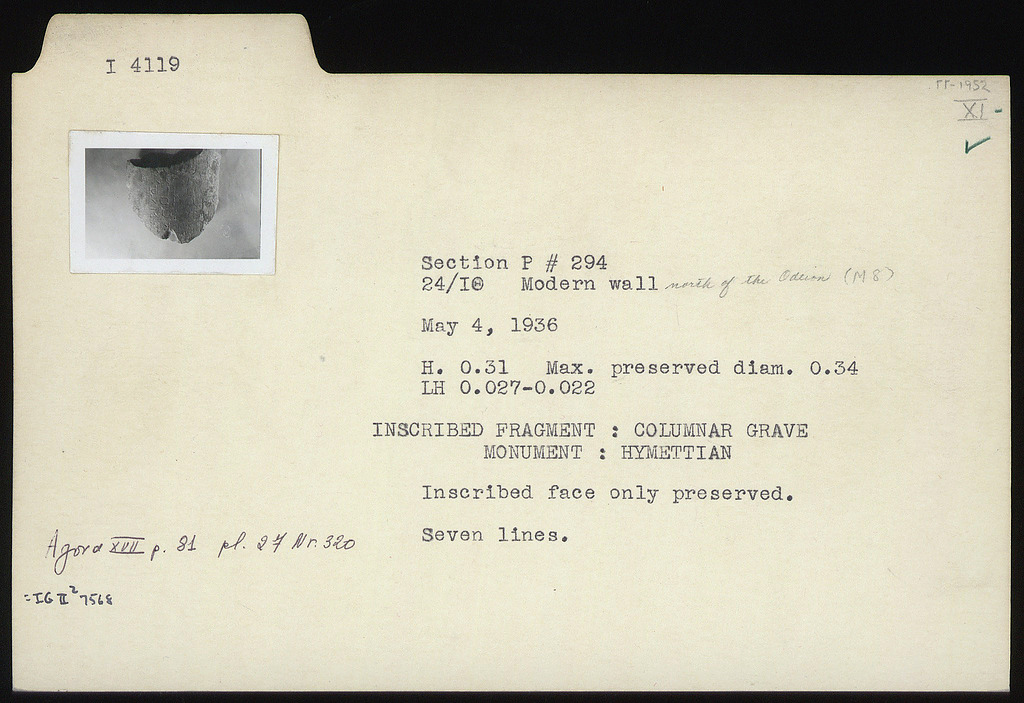 I 4119
ΓΓ-1952
XI -
Section P # 294
24/IΘ Modern wall north of the Odeion (M 8)
May 4, 1936
H. 0.31 Max. preserved diam. 0.34
LH 0.027-0.022
INSCRIBED FRAGMENT : COLUMNAR GRAVE
MONUMENT : HYMETTIAN
Inscribed face only preserved.
Seven lines.
Agora XVII p. 81 pl. 27 Nr. 320
=IG II² 7568